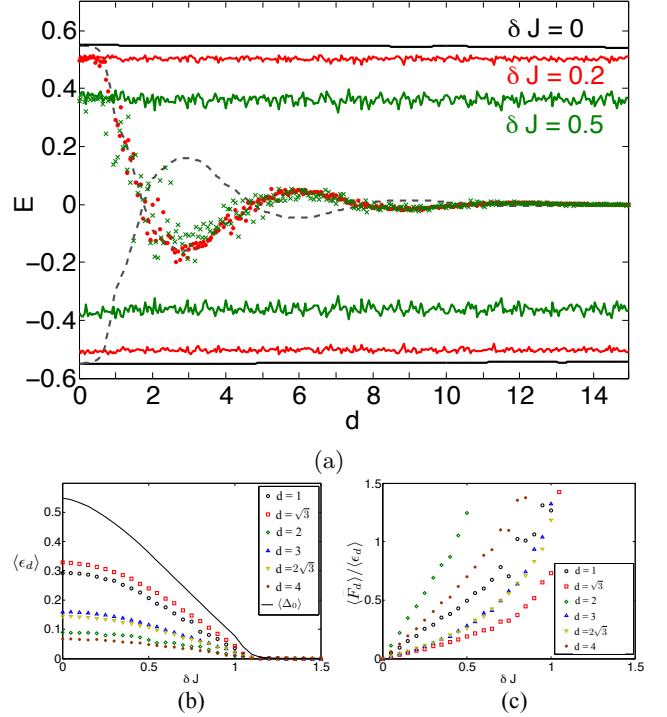 0.6
0.4
0.2
0
−0.2
−0.4
−0.6
E
δ J = 0
δ J = 0.2
δ J = 0.5
0 2 4 6 8 10 12 14
d
(a)
⟨ϵ_d⟩
0.5
0.4
0.3
0.2
0.1
0
0 0.5 1 1.5
δ J
d = 1
d = √3
d = 2
d = 3
d = 2√3
d = 4
⟨Δ₀⟩
(b)
⟨F̅_d⟩/⟨ϵ_d⟩
1.5
1
0.5
0
0 0.5 1 1.5
δ J
d = 1
d = √3
d = 2
d = 3
d =2√3
d = 4
(c)